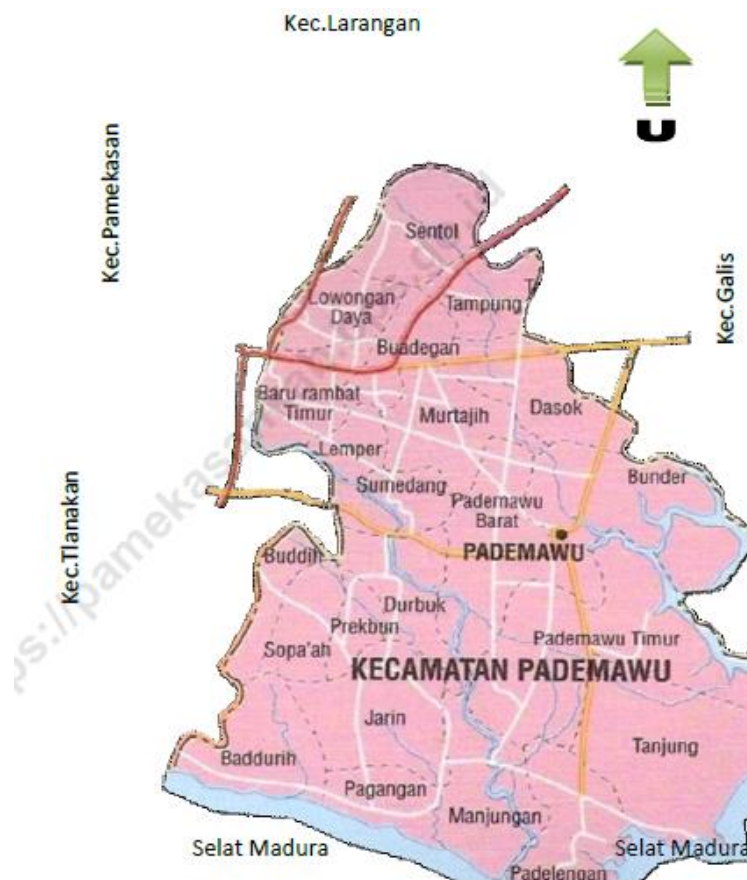 Kec.Larangan
U
Kec.Pamekasan
Kec.Galis
Kec.Tlanakan
Sentol
Lowongan
Daya
Tampung
Buadegan
Baru rambat
Timur
Murtajih
Dasok
Lemper
Sumedang
Bunder
Pademawu
Barat
PADEMAWU
Buddih
Durbuk
Prekbun
Sopa'ah
Pademawu Timur
KECAMATAN PADEMAWU
Jarin
Tanjung
Baddurih
Pagangan
Manjungan
Selat Madura
Selat Madura
Padelengan